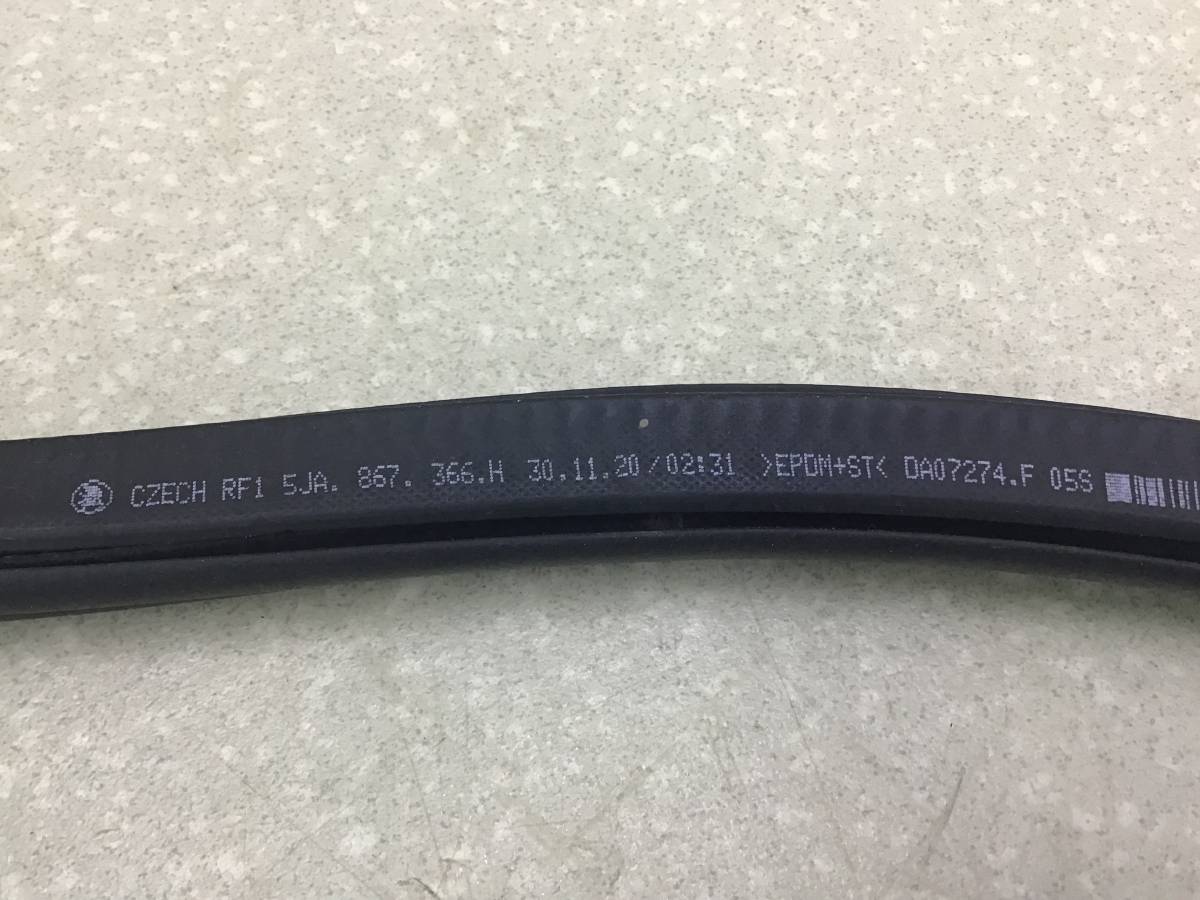 CZECH RF1 5JA. 867. 366.H 30.11.20/02:31 >EPDM+ST< DA07274.F 05S